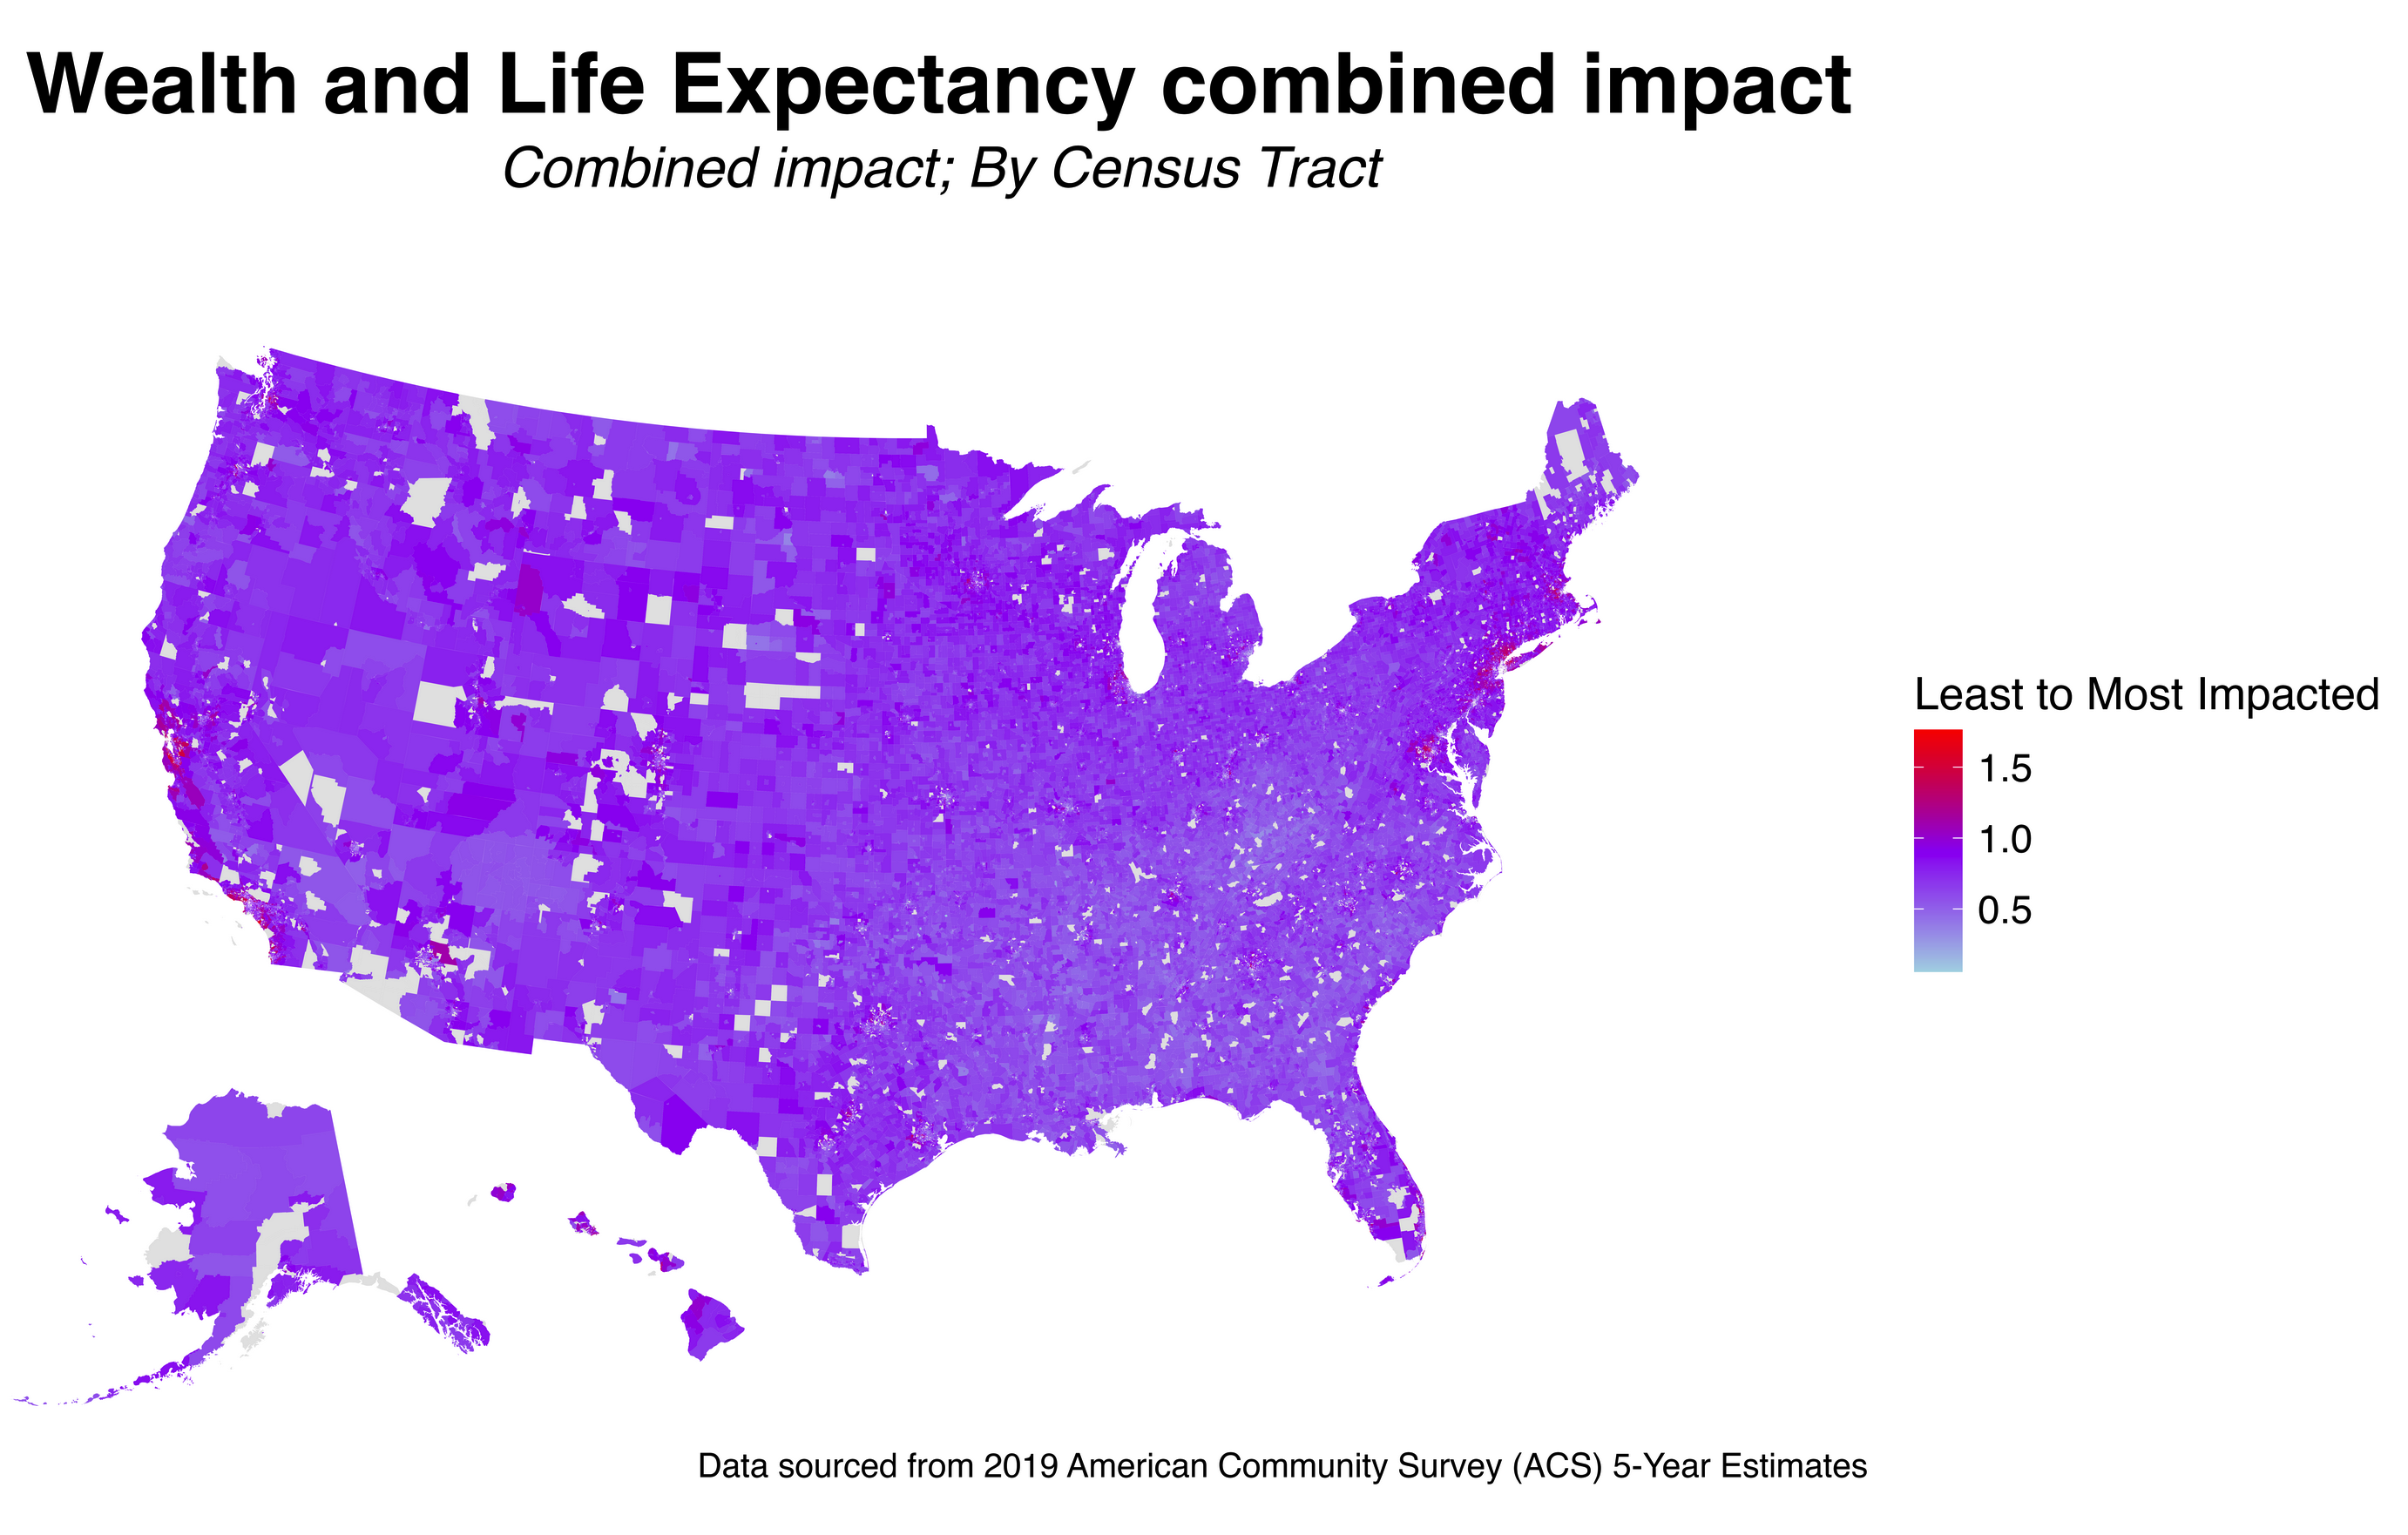 Wealth and Life Expectancy combined impact
Combined impact; By Census Tract
Least to Most Impacted
1.5
1.0
0.5
Data sourced from 2019 American Community Survey (ACS) 5-Year Estimates